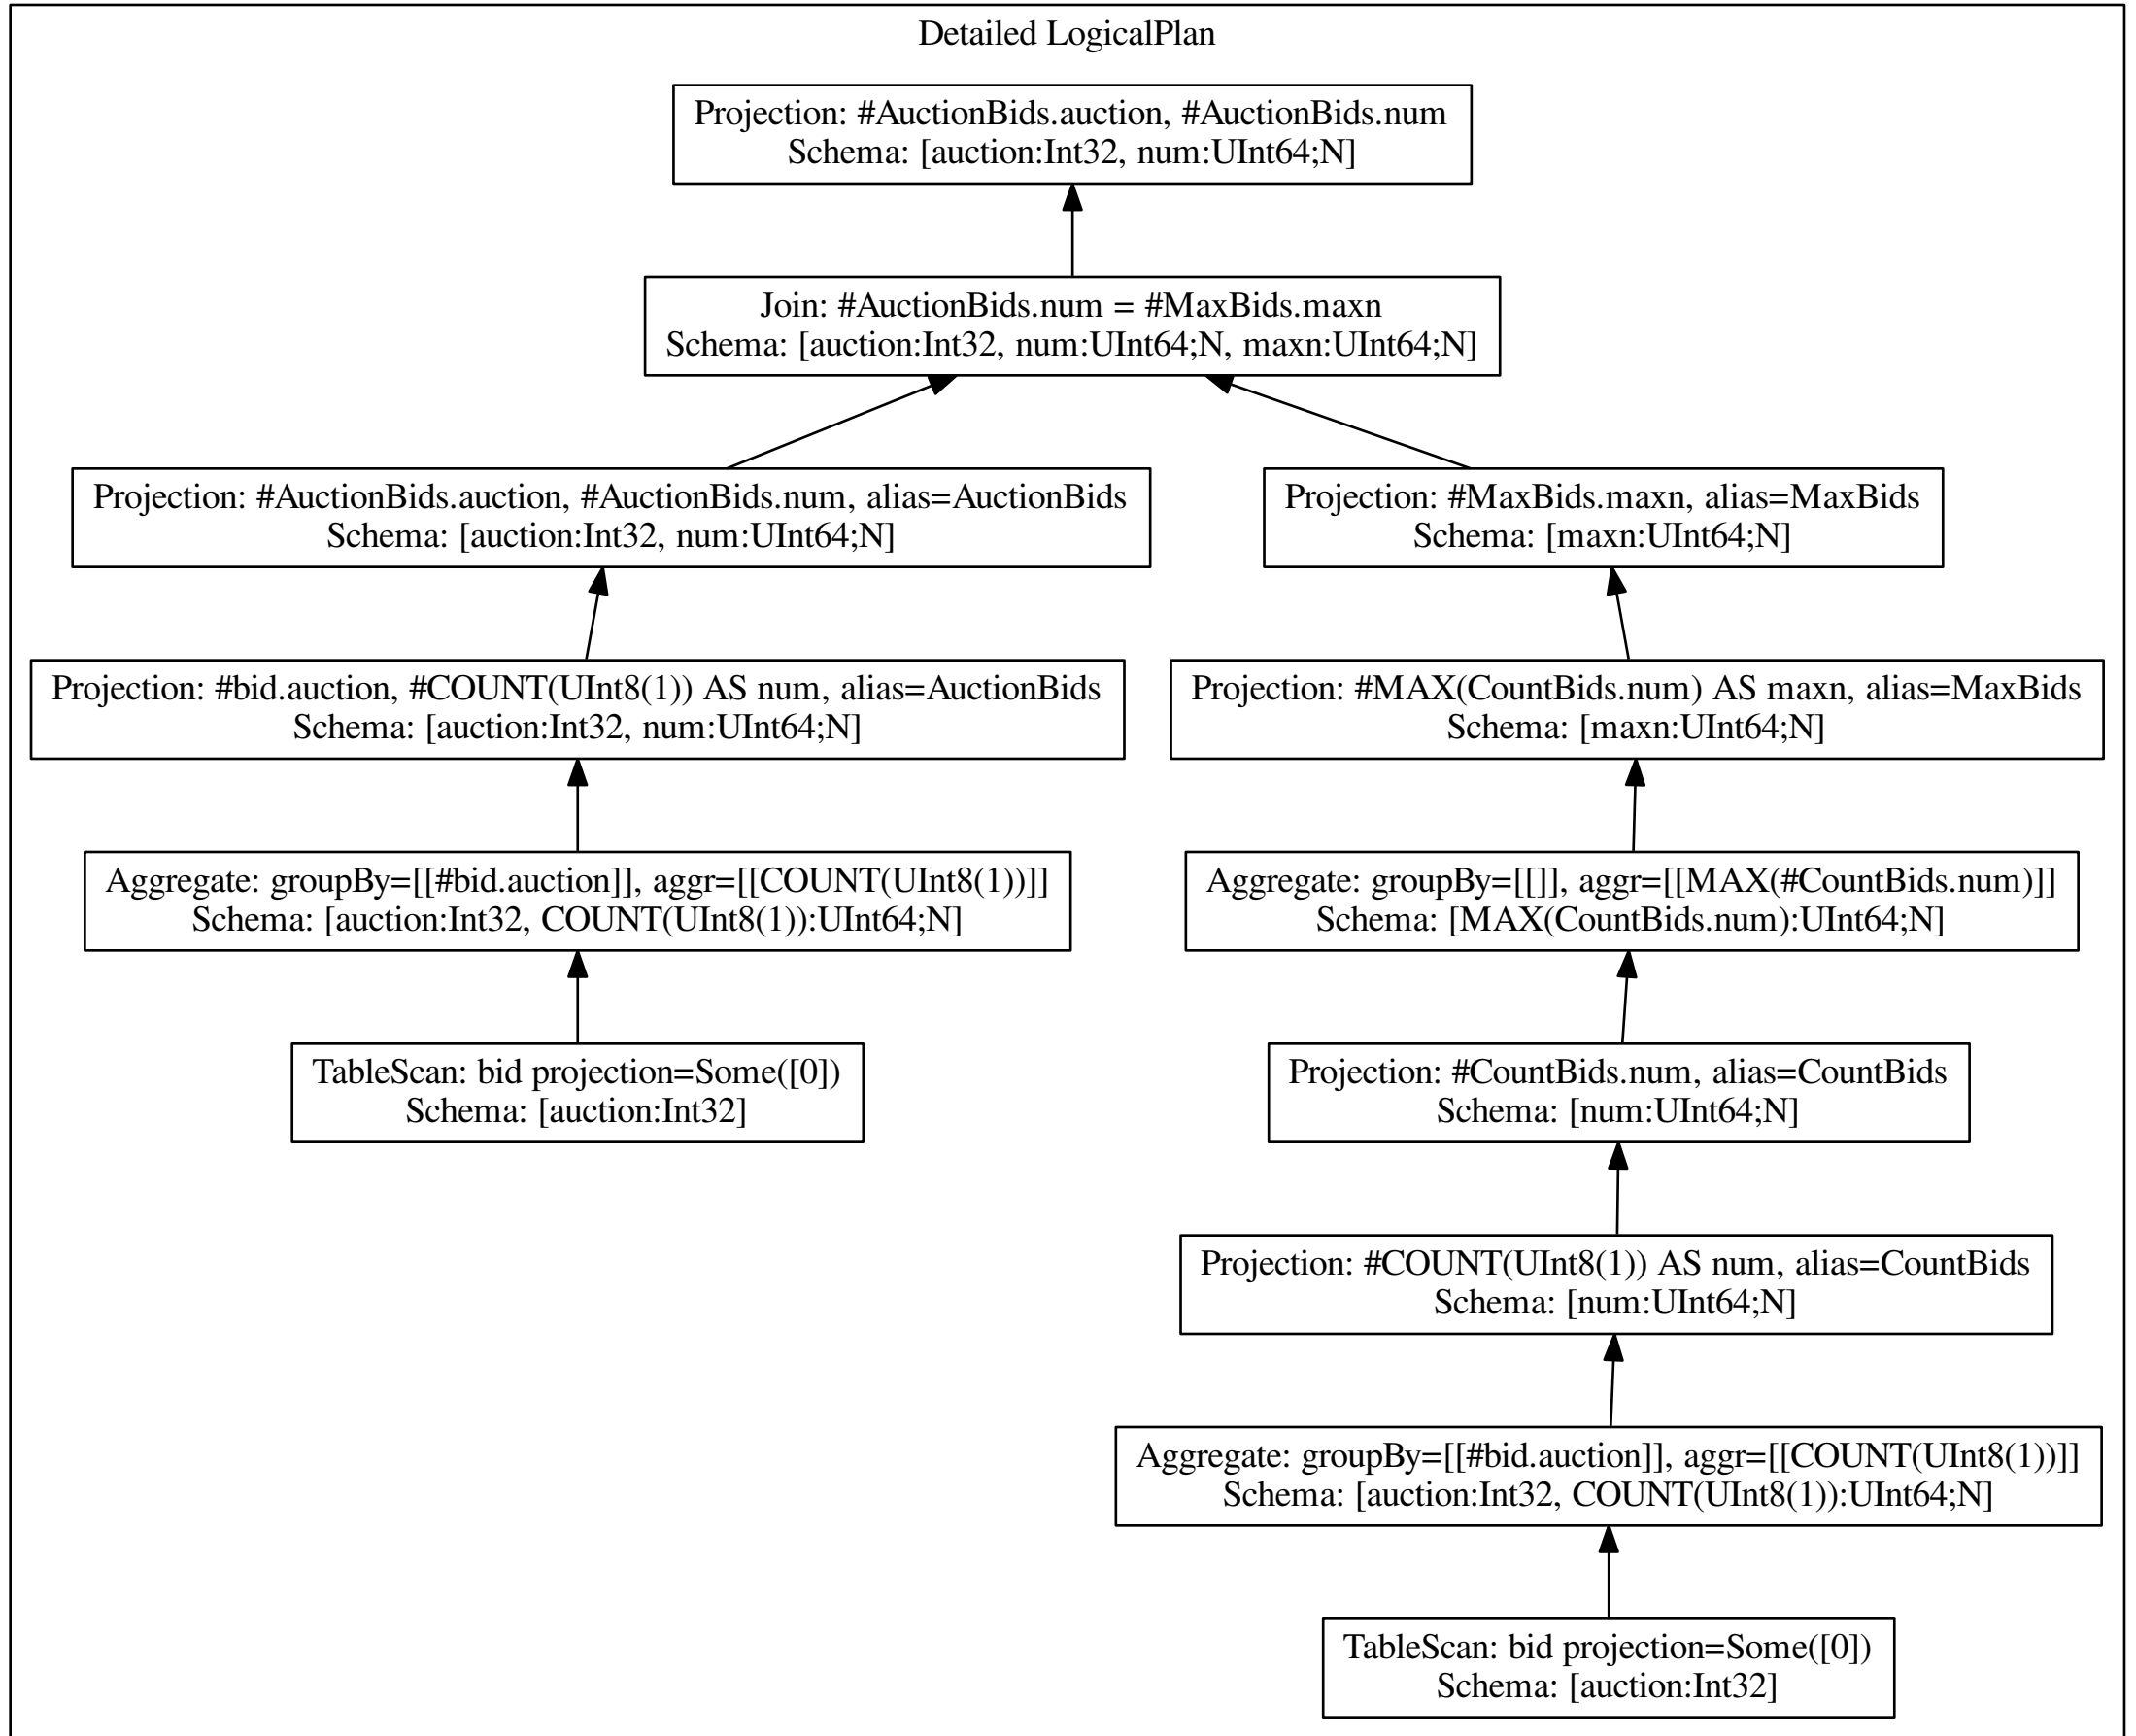 Detailed LogicalPlan
Projection: #AuctionBids.auction, #AuctionBids.num
Schema: [auction:Int32, num:UInt64;N]
Join: #AuctionBids.num = #MaxBids.maxn
Schema: [auction:Int32, num:UInt64;N, maxn:UInt64;N]
Projection: #AuctionBids.auction, #AuctionBids.num, alias=AuctionBids
Schema: [auction:Int32, num:UInt64;N]
Projection: #MaxBids.maxn, alias=MaxBids
Schema: [maxn:UInt64;N]
Projection: #bid.auction, #COUNT(UInt8(1)) AS num, alias=AuctionBids
Schema: [auction:Int32, num:UInt64;N]
Projection: #MAX(CountBids.num) AS maxn, alias=MaxBids
Schema: [maxn:UInt64;N]
Aggregate: groupBy=[[#bid.auction]], aggr=[[COUNT(UInt8(1))]]
Schema: [auction:Int32, COUNT(UInt8(1)):UInt64;N]
Aggregate: groupBy=[[]], aggr=[[MAX(#CountBids.num)]]
Schema: [MAX(CountBids.num):UInt64;N]
TableScan: bid projection=Some([0])
Schema: [auction:Int32]
Projection: #CountBids.num, alias=CountBids
Schema: [num:UInt64;N]
Projection: #COUNT(UInt8(1)) AS num, alias=CountBids
Schema: [num:UInt64;N]
Aggregate: groupBy=[[#bid.auction]], aggr=[[COUNT(UInt8(1))]]
Schema: [auction:Int32, COUNT(UInt8(1)):UInt64;N]
TableScan: bid projection=Some([0])
Schema: [auction:Int32]